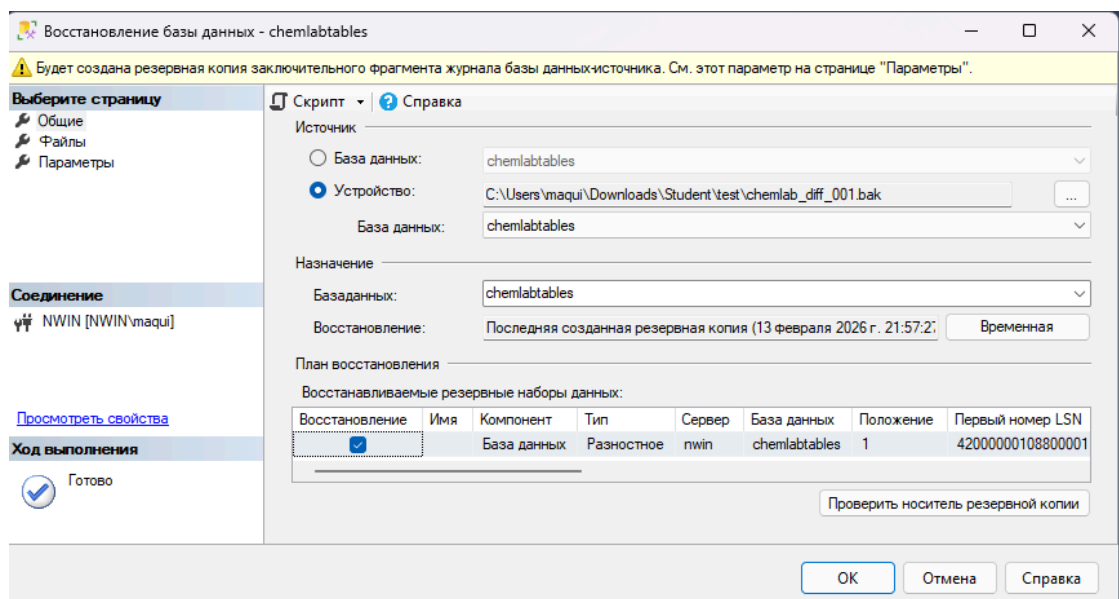 Восстановление базы данных - chemlabtables
Будет создана резервная копия заключительного фрагмента журнала базы данных-источника. См. этот параметр на странице "Параметры".
Выберите страницу
Общие
Файлы
Параметры
Скрипт Справка
Источник
База данных: chemlabtables
Устройство: C:\Users\maqui\Downloads\Student\test\chemlab_diff_001.bak ...
База данных: chemlabtables
Назначение
Базаданных: chemlabtables
Восстановление: Последняя созданная резервная копия (13 февраля 2026 г. 21:57:27 Временная
План восстановления
Восстанавливаемые резервные наборы данных:
Восстановление Имя Компонент Тип Сервер База данных Положение Первый номер LSN
База данных Разностное nwin chemlabtables 1 42000000108800001
Проверить носитель резервной копии
Соединение
NWIN [NWIN\maqui]
Просмотреть свойства
Ход выполнения
Готово
ОК Отмена Справка